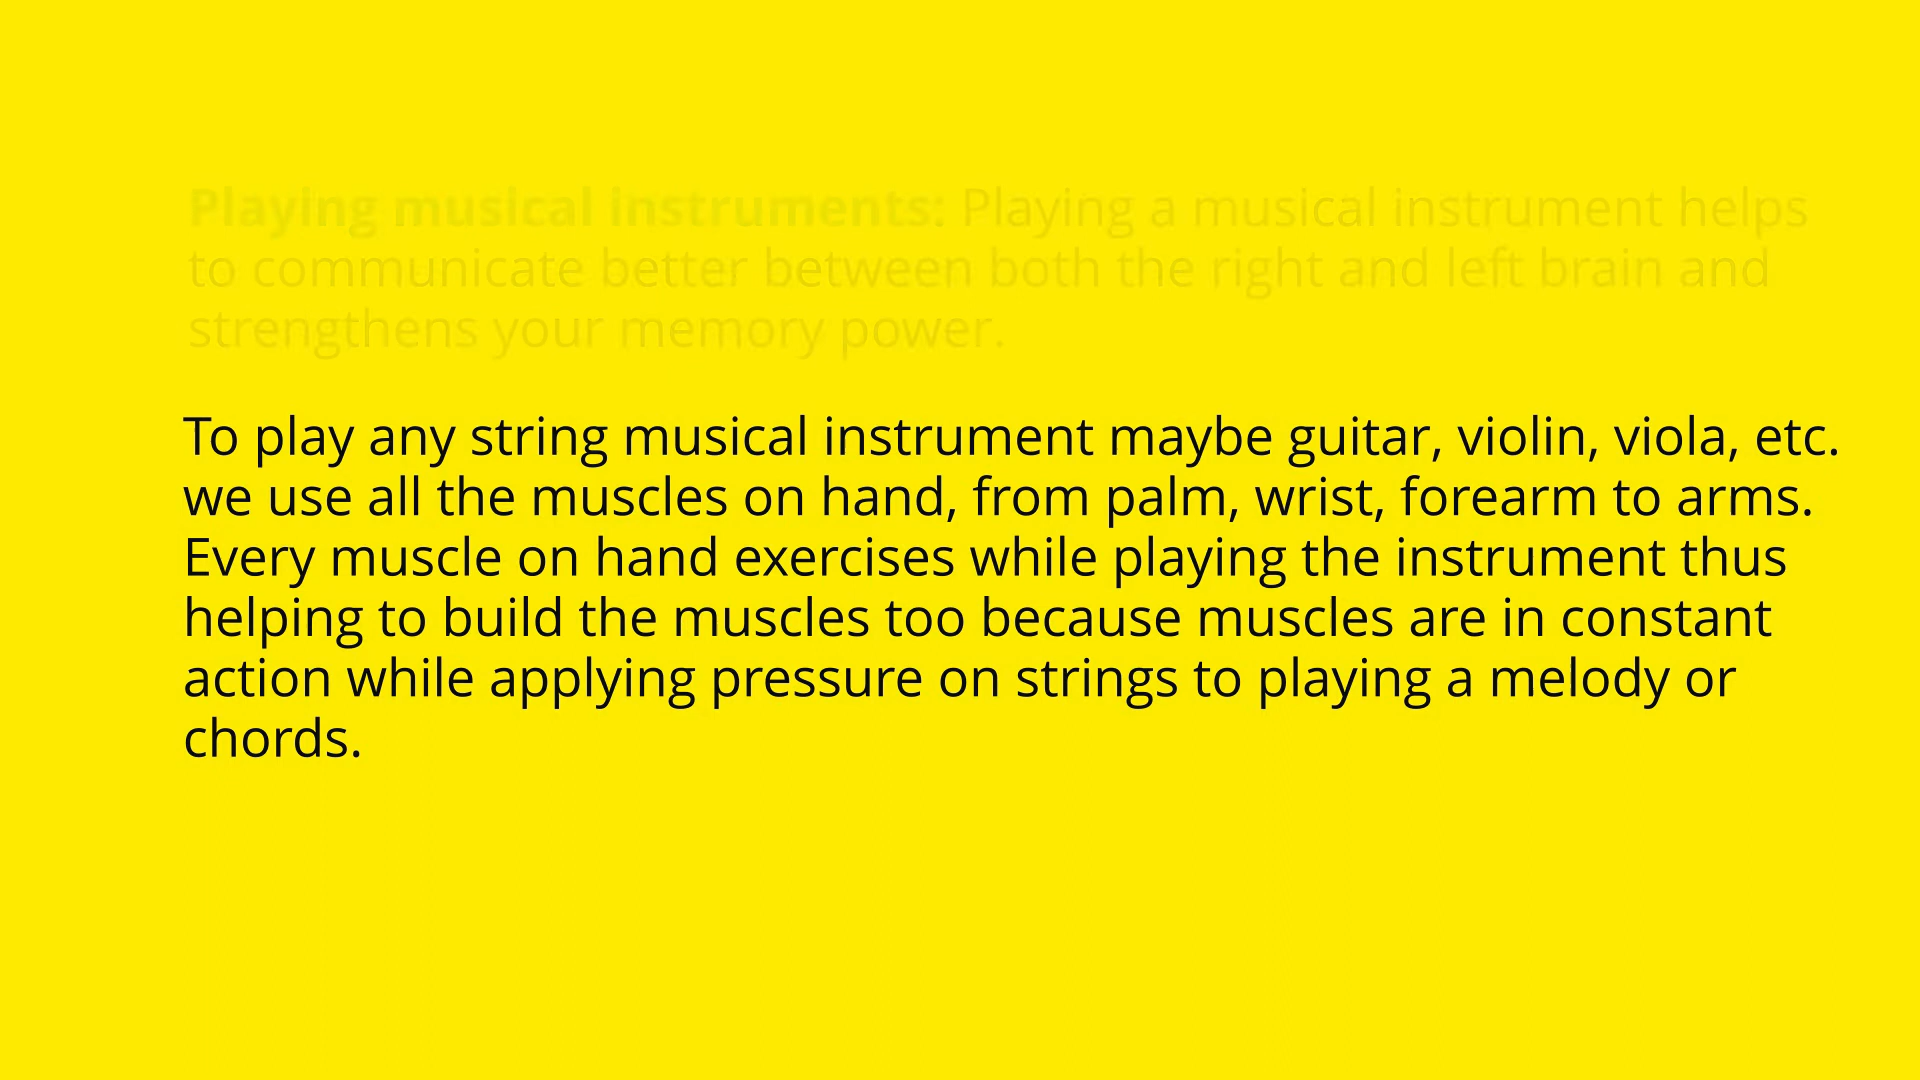 Playing musical instruments: Playing a musical instrument helps
to communicate better between both the right and left brain and
strengthens your memory power.
To play any string musical instrument maybe guitar, violin, viola, etc.
we use all the muscles on hand, from palm, wrist, forearm to arms.
Every muscle on hand exercises while playing the instrument thus
helping to build the muscles too because muscles are in constant
action while applying pressure on strings to playing a melody or
chords.